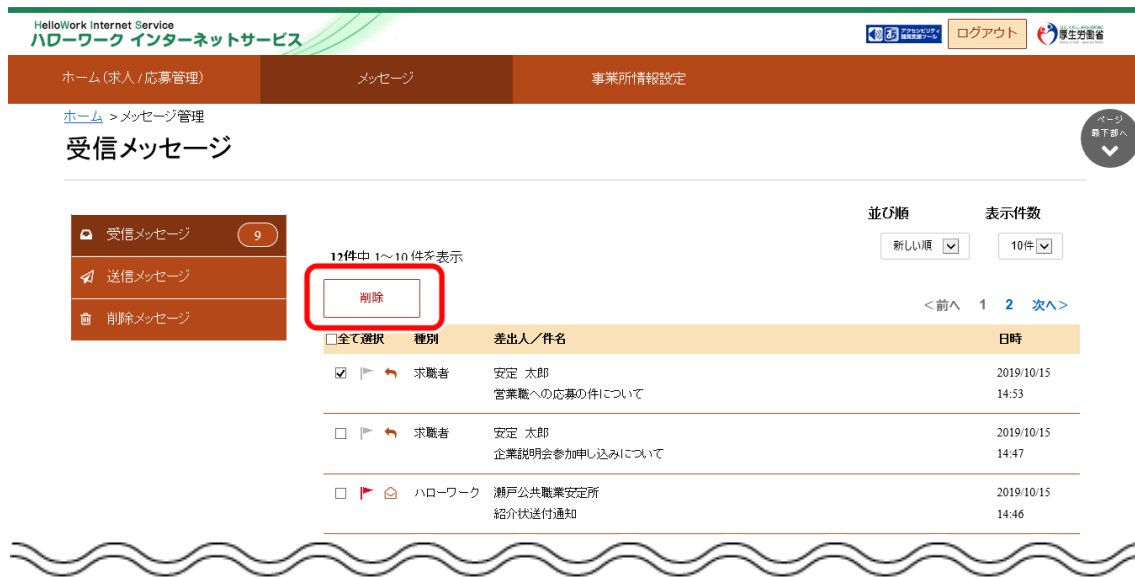 HelloWork Internet Service
ハローワーク インターネットサービス
ログアウト
厚生労働省
ホーム(求人/応募管理)
メッセージ
事業所情報設定
ホーム >メッセージ管理
ページ
最下部へ
受信メッセージ
受信メッセージ 9
送信メッセージ
削除メッセージ
並び順 表示件数
新しい順 10件
12件中 1~10 件を表示
削除
<前へ 1 2 次へ>
全て選択 種別 差出人/件名 日時
求職者 安定 太郎 2019/10/15
営業職への応募の件について 14:53
求職者 安定 太郎 2019/10/15
企業説明会参加申し込みについて 14:47
ハローワーク 瀬戸公共職業安定所 2019/10/15
紹介状送付通知 14:46